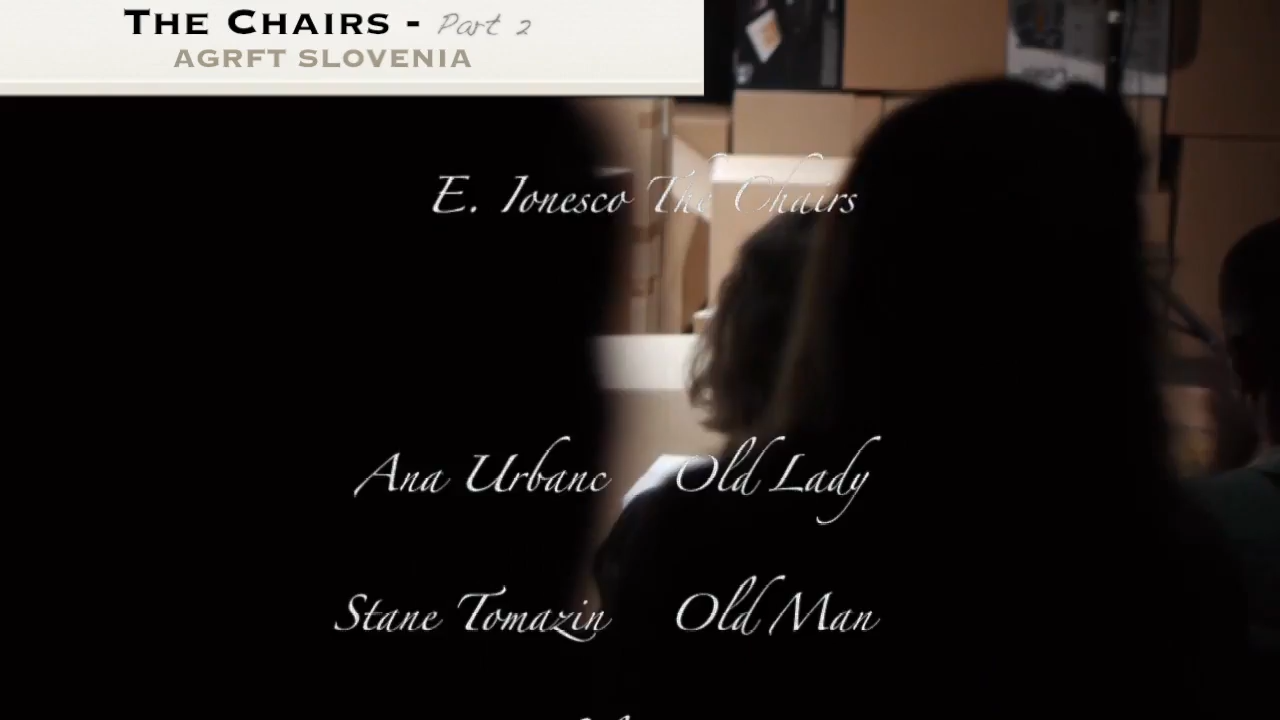 THE CHAIRS - Part 2
AGRFT SLOVENIA
E. Ionesco The Chairs
Ana Urbanc Old Lady
Stane Tomazin Old Man